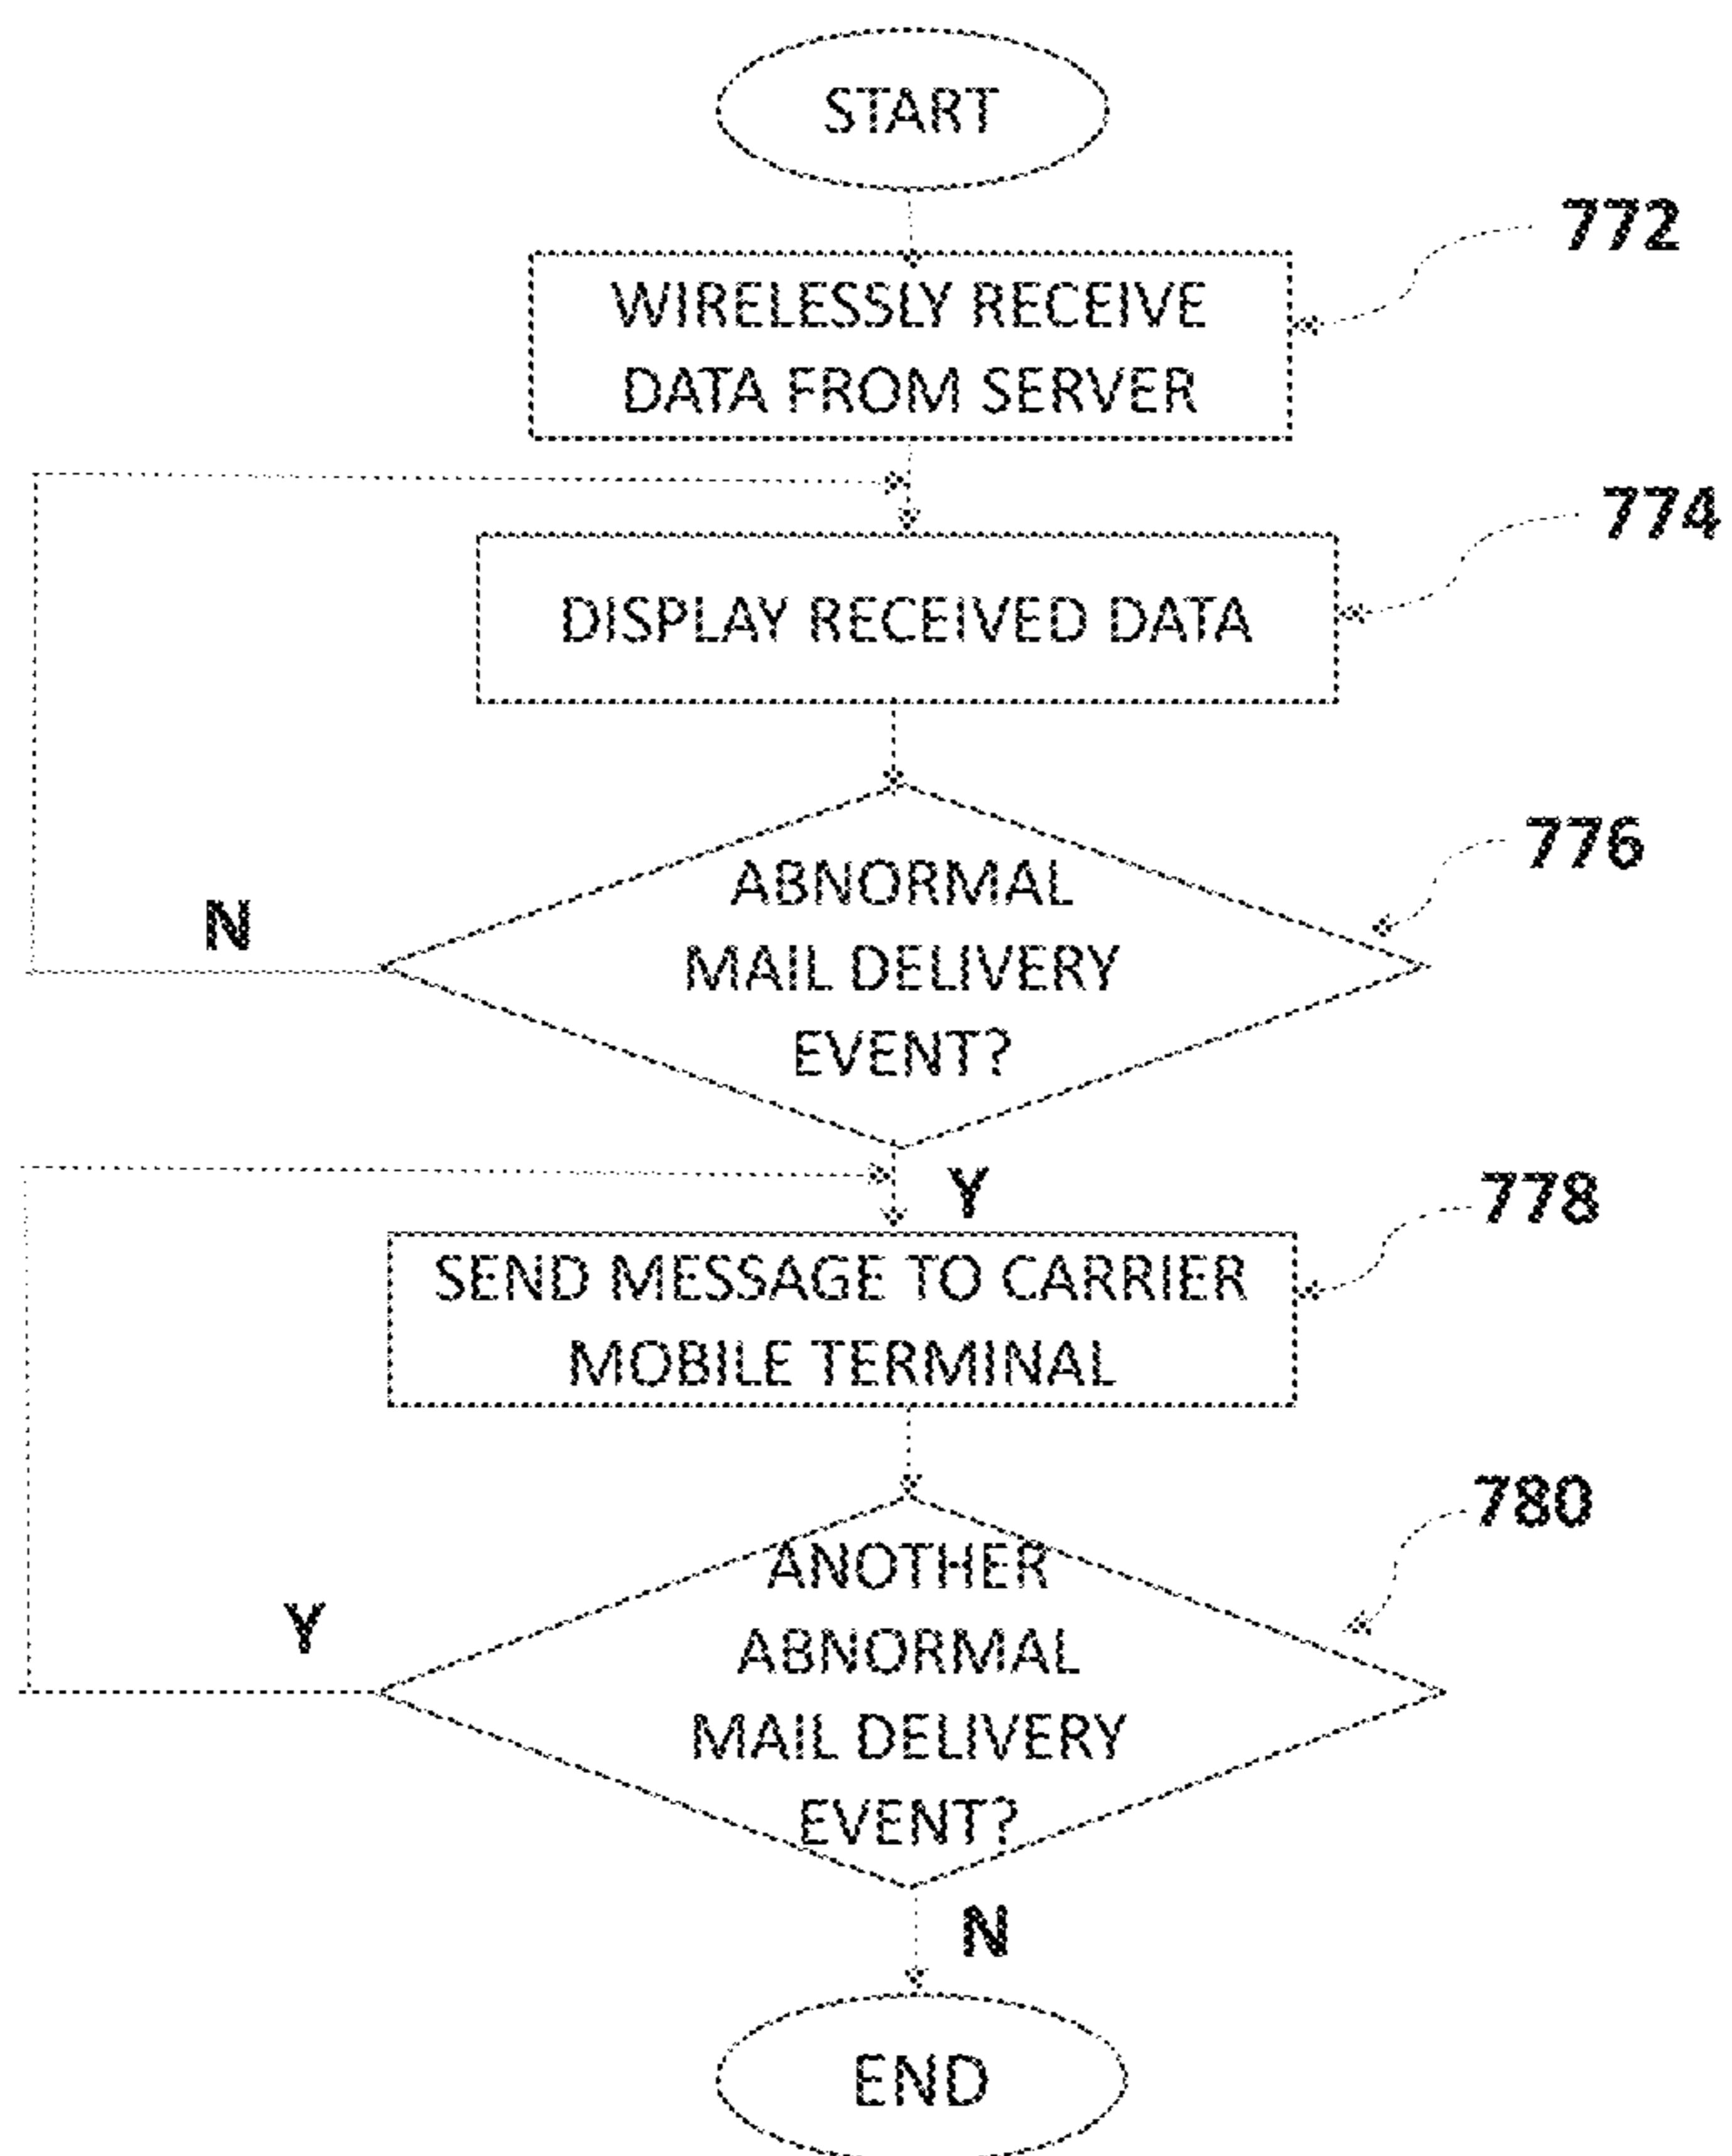 START
772
WIRELESSLY RECEIVE
DATA FROM SERVER
774
DISPLAY RECEIVED DATA
776
ABNORMAL
MAIL DELIVERY
EVENT?
N
Y
778
SEND MESSAGE TO CARRIER
MOBILE TERMINAL
780
ANOTHER
ABNORMAL
MAIL DELIVERY
EVENT?
Y
N
END